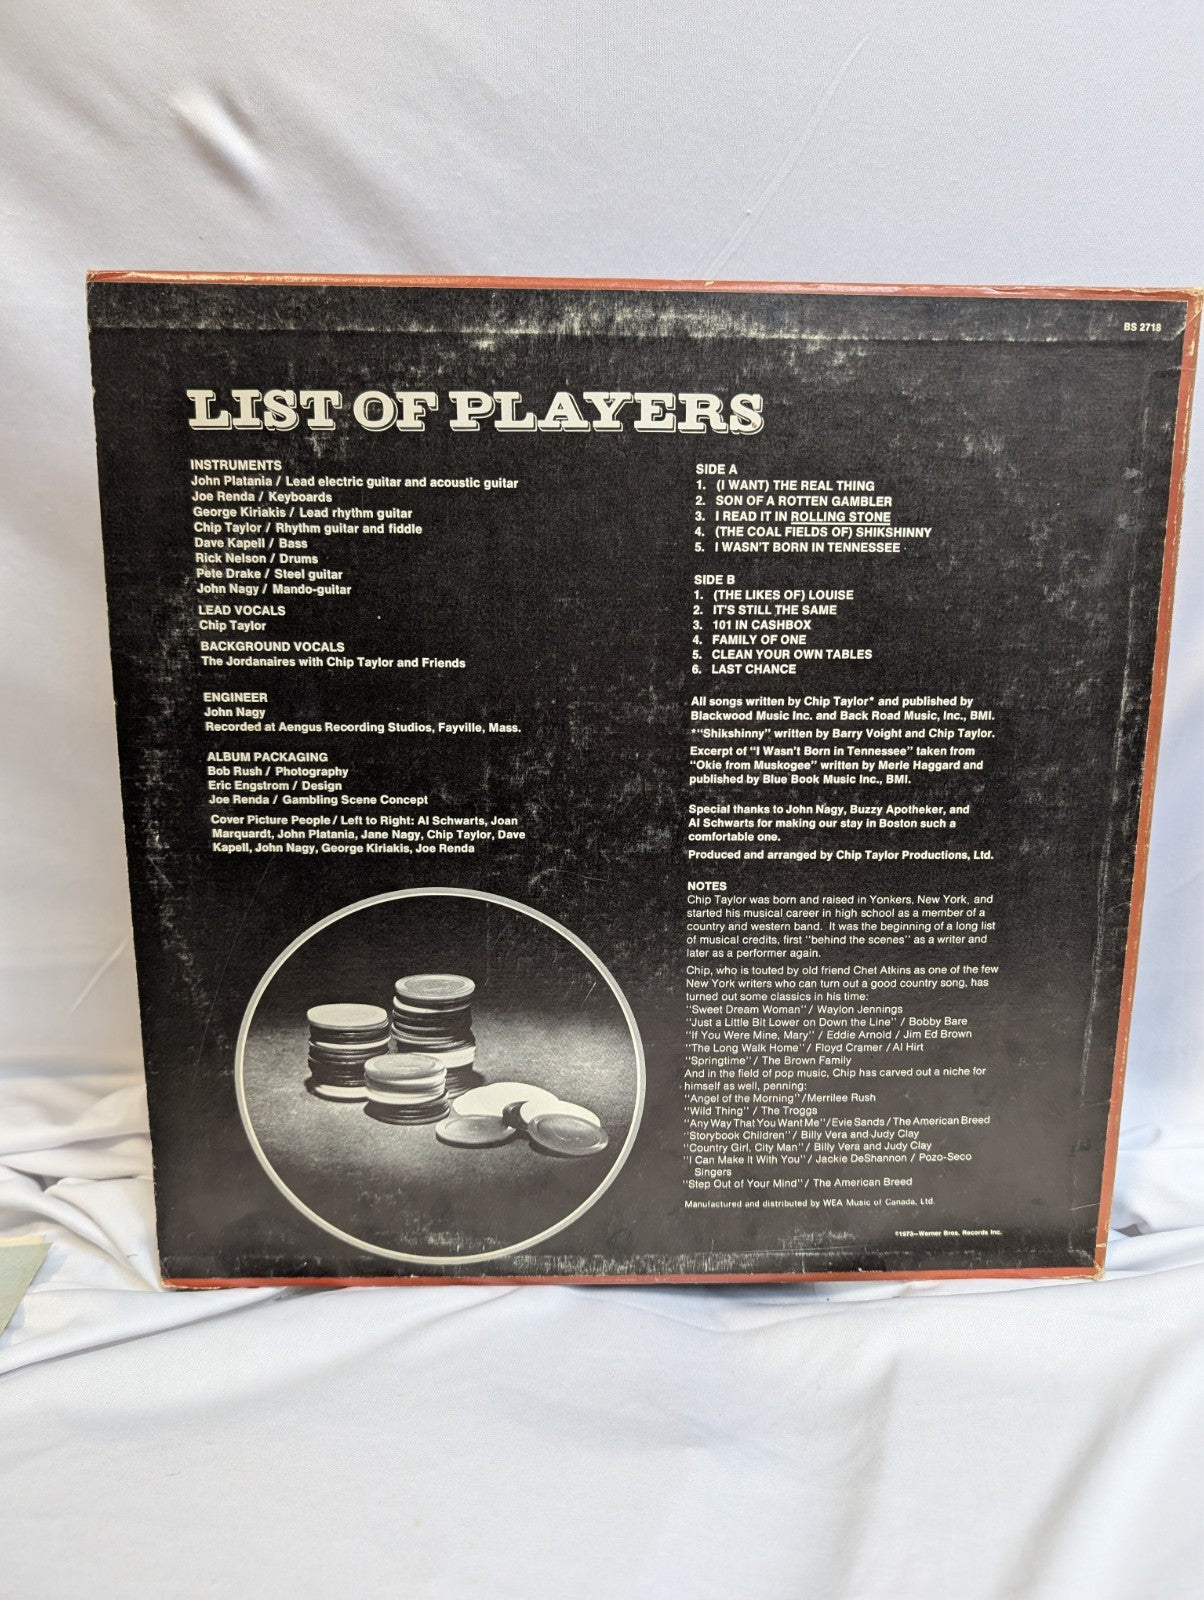 BS 2718
LIST OF PLAYERS
INSTRUMENTS
John Platania / Lead electric guitar and acoustic guitar
Joe Renda / Keyboards
George Kiriakis / Lead rhythm guitar
Chip Taylor / Rhythm guitar and fiddle
Dave Kapell / Bass
Rick Nelson / Drums
Pete Drake / Steel guitar
John Nagy / Mando-guitar
LEAD VOCALS
Chip Taylor
BACKGROUND VOCALS
The Jordanaires with Chip Taylor and Friends
ENGINEER
John Nagy
Recorded at Aengus Recording Studios, Fayville, Mass.
ALBUM PACKAGING
Bob Rush / Photography
Eric Engstrom / Design
Joe Renda / Gambling Scene Concept
Cover Picture People / Left to Right: Al Schwarts, Joan
Marquardt, John Platania, Jane Nagy, Chip Taylor, Dave
Kapell, John Nagy, George Kiriakis, Joe Renda
SIDE A
1. (I WANT) THE REAL THING
2. SON OF A ROTTEN GAMBLER
3. I READ IT IN ROLLING STONE
4. (THE COAL FIELDS OF) SHIKSHINNY
5. I WASN'T BORN IN TENNESSEE
SIDE B
1. (THE LIKES OF) LOUISE
2. IT'S STILL THE SAME
3. 101 IN CASHBOX
4. FAMILY OF ONE
5. CLEAN YOUR OWN TABLES
6. LAST CHANCE
All songs written by Chip Taylor* and published by
Blackwood Music Inc. and Back Road Music, Inc., BMI.
*"Shikshinny" written by Barry Voight and Chip Taylor.
Excerpt of "I Wasn't Born in Tennessee" taken from
"Okie from Muskogee" written by Merle Haggard and
published by Blue Book Music Inc., BMI.
Special thanks to John Nagy, Buzzy Apotheker, and
Al Schwarts for making our stay in Boston such a
comfortable one.
Produced and arranged by Chip Taylor Productions, Ltd.
NOTES
Chip Taylor was born and raised in Yonkers, New York, and
started his musical career in high school as a member of a
country and western band. It was the beginning of a long list
of musical credits, first "behind the scenes" as a writer and
later as a performer again.
Chip, who is touted by old friend Chet Atkins as one of the few
New York writers who can turn out a good country song, has
turned out some classics in his time:
"Sweet Dream Woman" / Waylon Jennings
"Just a Little Bit Lower on Down the Line" / Bobby Bare
"If You Were Mine, Mary" / Eddie Arnold / Jim Ed Brown
"The Long Walk Home" / Floyd Cramer / Al Hirt
"Springtime" / The Brown Family
And in the field of pop music, Chip has carved out a niche for
himself as well, penning:
"Angel of the Morning" / Merrilee Rush
"Wild Thing" / The Troggs
"Any Way That You Want Me" / Evie Sands / The American Breed
"Storybook Children" / Billy Vera and Judy Clay
"Country Girl, City Man" / Billy Vera and Judy Clay
"I Can Make It With You" / Jackie DeShannon / Pozo-Seco
Singers
"Step Out of Your Mind" / The American Breed
Manufactured and distributed by WEA Music of Canada, Ltd.
©1973—Warner Bros. Records Inc.